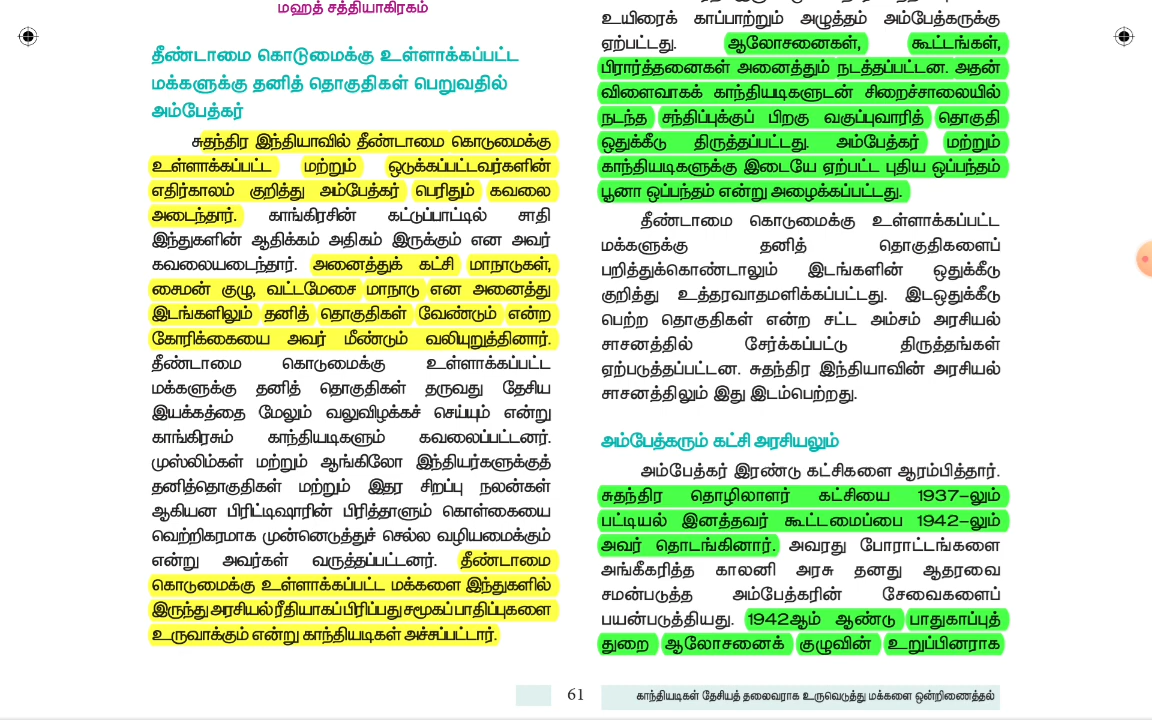 மஹத் சத்தியாகிரகம்
தீண்டாமை கொடுமைக்கு உள்ளாக்கப்பட்ட
மக்களுக்கு தனித் தொகுதிகள் பெறுவதில்
அம்பேத்கர்
சுதந்திர இந்தியாவில் தீண்டாமை கொடுமைக்கு
உள்ளாக்கப்பட்ட மற்றும் ஒடுக்கப்பட்டவர்களின்
எதிர்காலம் குறித்து அம்பேத்கர் பெரிதும் கவலை
அடைந்தார். காங்கிரசின் கட்டுப்பாட்டில் சாதி
இந்துகளின் ஆதிக்கம் அதிகம் இருக்கும் என அவர்
கவலையடைந்தார். அனைத்துக் கட்சி மாநாடுகள்,
சைமன் குழு, வட்டமேசை மாநாடு என அனைத்து
இடங்களிலும் தனித் தொகுதிகள் வேண்டும் என்ற
கோரிக்கையை அவர் மீண்டும் வலியுறுத்தினார்.
தீண்டாமை கொடுமைக்கு உள்ளாக்கப்பட்ட
மக்களுக்கு தனித் தொகுதிகள் தருவது தேசிய
இயக்கத்தை மேலும் வலுவிழக்கச் செய்யும் என்று
காங்கிரசும் காந்தியடிகளும் கவலைப்பட்டனர்.
முஸ்லிம்கள் மற்றும் ஆங்கிலோ இந்தியர்களுக்குத்
தனித்தொகுதிகள் மற்றும் இதர சிறப்பு நலன்கள்
ஆகியன பிரிட்டிஷாரின் பிரித்தாளும் கொள்கையை
வெற்றிகரமாக முன்னெடுத்துச் செல்ல வழியமைக்கும்
என்று அவர்கள் வருத்தப்பட்டனர். தீண்டாமை
கொடுமைக்கு உள்ளாக்கப்பட்ட மக்களை இந்துகளில்
இருந்து அரசியல் ரீதியாகப் பிரிப்பது சமூகப் பாதிப்புகளை
உருவாக்கும் என்று காந்தியடிகள் அச்சப்பட்டார்.
உயிரைக் காப்பாற்றும் அழுத்தம் அம்பேத்கருக்கு
ஏற்பட்டது. ஆலோசனைகள், கூட்டங்கள்,
பிரார்த்தனைகள் அனைத்தும் நடத்தப்பட்டன. அதன்
விளைவாகக் காந்தியடிகளுடன் சிறைச்சாலையில்
நடந்த சந்திப்புக்குப் பிறகு வகுப்புவாரித் தொகுதி
ஒதுக்கீடு திருத்தப்பட்டது. அம்பேத்கர் மற்றும்
காந்தியடிகளுக்கு இடையே ஏற்பட்ட புதிய ஒப்பந்தம்
பூனா ஒப்பந்தம் என்று அழைக்கப்பட்டது.
தீண்டாமை கொடுமைக்கு உள்ளாக்கப்பட்ட
மக்களுக்கு தனித் தொகுதிகளைப்
பறித்துக்கொண்டாலும் இடங்களின் ஒதுக்கீடு
குறித்து உத்தரவாதமளிக்கப்பட்டது. இடஒதுக்கீடு
பெற்ற தொகுதிகள் என்ற சட்ட அம்சம் அரசியல்
சாசனத்தில் சேர்க்கப்பட்டு திருத்தங்கள்
ஏற்படுத்தப்பட்டன. சுதந்திர இந்தியாவின் அரசியல்
சாசனத்திலும் இது இடம்பெற்றது.
அம்பேத்கரும் கட்சி அரசியலும்
அம்பேத்கர் இரண்டு கட்சிகளை ஆரம்பித்தார்.
சுதந்திர தொழிலாளர் கட்சியை 1937–லும்
பட்டியல் இனத்தவர் கூட்டமைப்பை 1942–லும்
அவர் தொடங்கினார். அவரது போராட்டங்களை
அங்கீகரித்த காலனி அரசு தனது ஆதரவை
சமன்படுத்த அம்பேத்கரின் சேவைகளைப்
பயன்படுத்தியது. 1942ஆம் ஆண்டு பாதுகாப்புத்
துறை ஆலோசனைக் குழுவின் உறுப்பினராக
61 காந்தியடிகள் தேசியத் தலைவராக உருவெடுத்து மக்களை ஒன்றிணைத்தல்